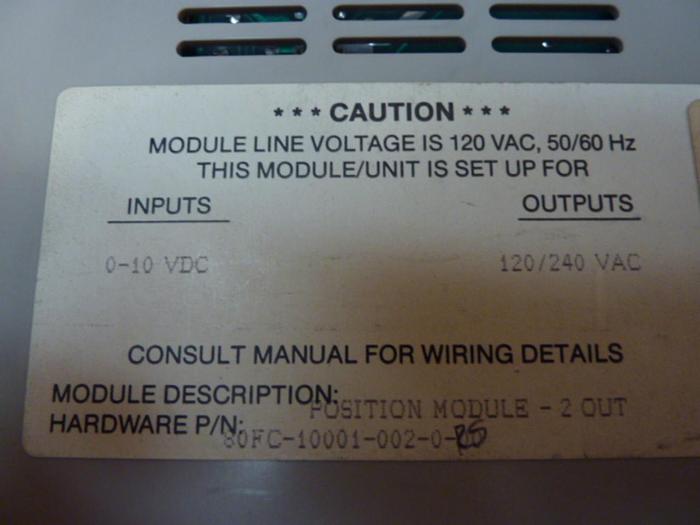 *** CAUTION ***
MODULE LINE VOLTAGE IS 120 VAC, 50/60 Hz
THIS MODULE/UNIT IS SET UP FOR
INPUTS OUTPUTS
0-10 VDC 120/240 VAC
CONSULT MANUAL FOR WIRING DETAILS
MODULE DESCRIPTION: POSITION MODULE - 2 OUT
HARDWARE P/N: 80FC-10001-002-0-